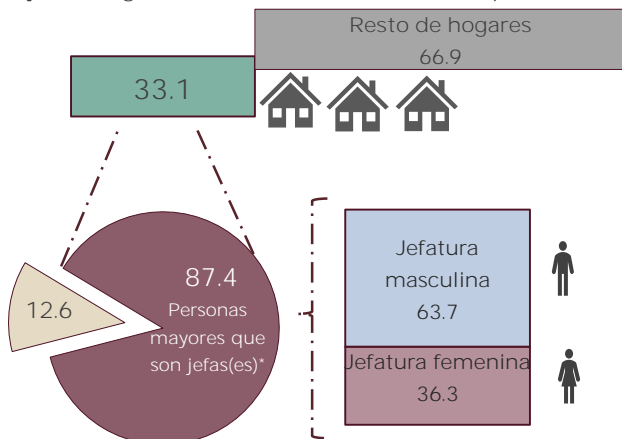 Resto de hogares
66.9
33.1
87.4
Personas
mayores que
son jefas(es)*
12.6
Jefatura
masculina
63.7
Jefatura femenina
36.3